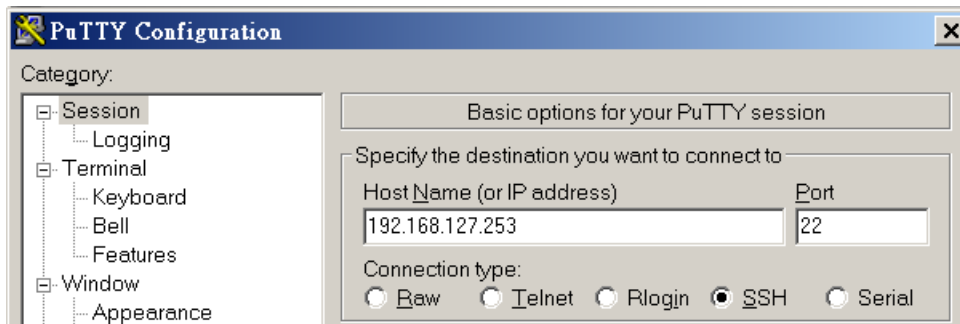 PuTTY Configuration
Category:
Session
Logging
Terminal
Keyboard
Bell
Features
Window
Appearance
Basic options for your PuTTY session
Specify the destination you want to connect to
Host Name (or IP address) Port
192.168.127.253 22
Connection type:
Raw Telnet Rlogin SSH Serial